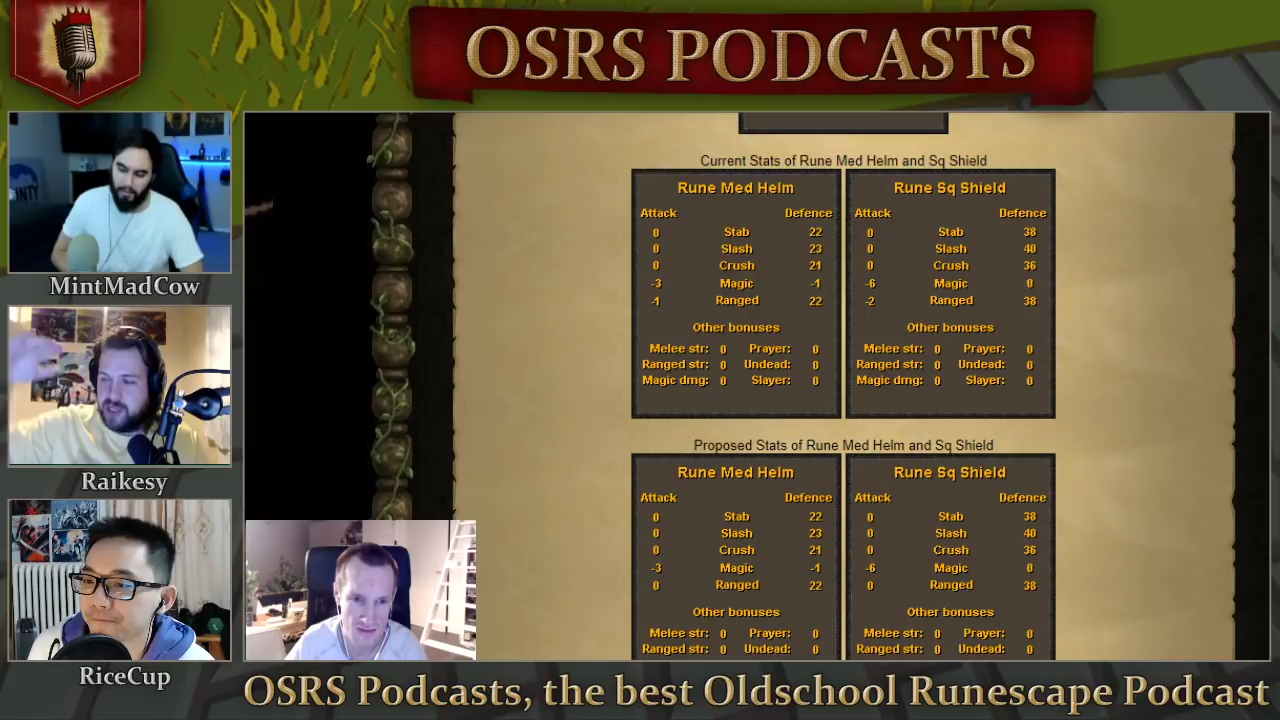 OSRS PODCASTS
MintMadCow
Raikesy
RiceCup
Current Stats of Rune Med Helm and Sq Shield
Rune Med Helm
Attack Defence
0 Stab 22
0 Slash 23
0 Crush 21
-3 Magic -1
-1 Ranged 22
Other bonuses
Melee str: 0 Prayer: 0
Ranged str: 0 Undead: 0
Magic dmg: 0 Slayer: 0
Rune Sq Shield
Attack Defence
0 Stab 38
0 Slash 40
0 Crush 36
-6 Magic 0
-2 Ranged 38
Other bonuses
Melee str: 0 Prayer: 0
Ranged str: 0 Undead: 0
Magic dmg: 0 Slayer: 0
Proposed Stats of Rune Med Helm and Sq Shield
Rune Med Helm
Attack Defence
0 Stab 22
0 Slash 23
0 Crush 21
-3 Magic -1
0 Ranged 22
Other bonuses
Melee str: 0 Prayer: 0
Ranged str: 0 Undead: 0
Rune Sq Shield
Attack Defence
0 Stab 38
0 Slash 40
0 Crush 36
-6 Magic 0
0 Ranged 38
Other bonuses
Melee str: 0 Prayer: 0
Ranged str: 0 Undead: 0
OSRS Podcasts, the best Oldschool Runescape Podcast